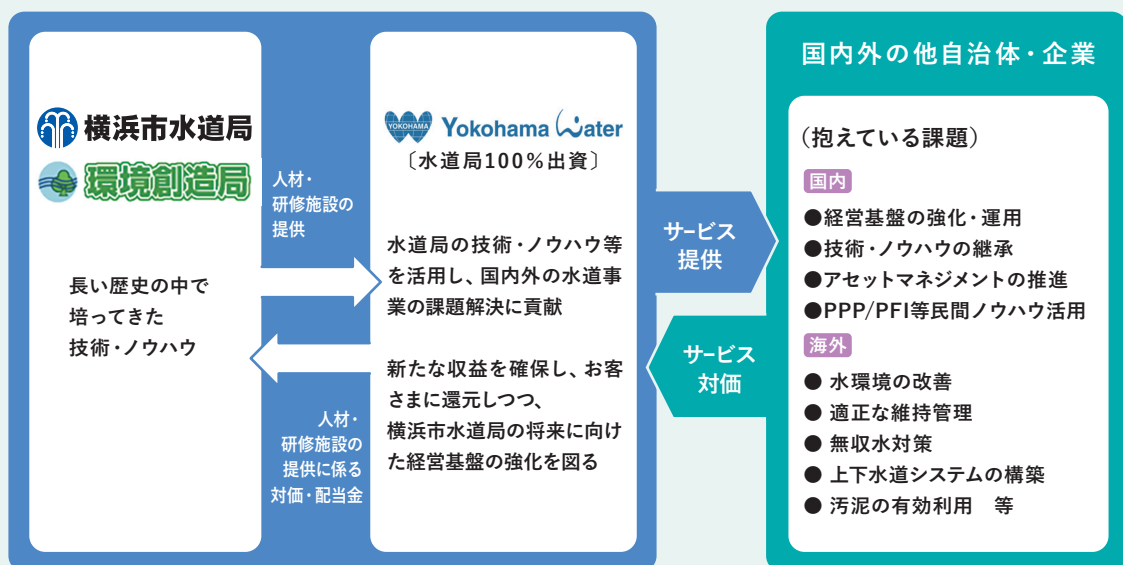 横浜市水道局
環境創造局
長い歴史の中で
培ってきた
技術・ノウハウ
人材・
研修施設の
提供
人材・
研修施設の
提供に係る
対価・配当金
YOKOHAMA
Yokohama Water
〔水道局100%出資〕
水道局の技術・ノウハウ等
を活用し、国内外の水道事
業の課題解決に貢献
新たな収益を確保し、お客
さまに還元しつつ、
横浜市水道局の将来に向け
た経営基盤の強化を図る
サービス
提供
サービス
対価
国内外の他自治体・企業
(抱えている課題)
国内
●経営基盤の強化・運用
●技術・ノウハウの継承
●アセットマネジメントの推進
●PPP/PFI等民間ノウハウ活用
海外
● 水環境の改善
● 適正な維持管理
● 無収水対策
● 上下水道システムの構築
● 汚泥の有効利用　等